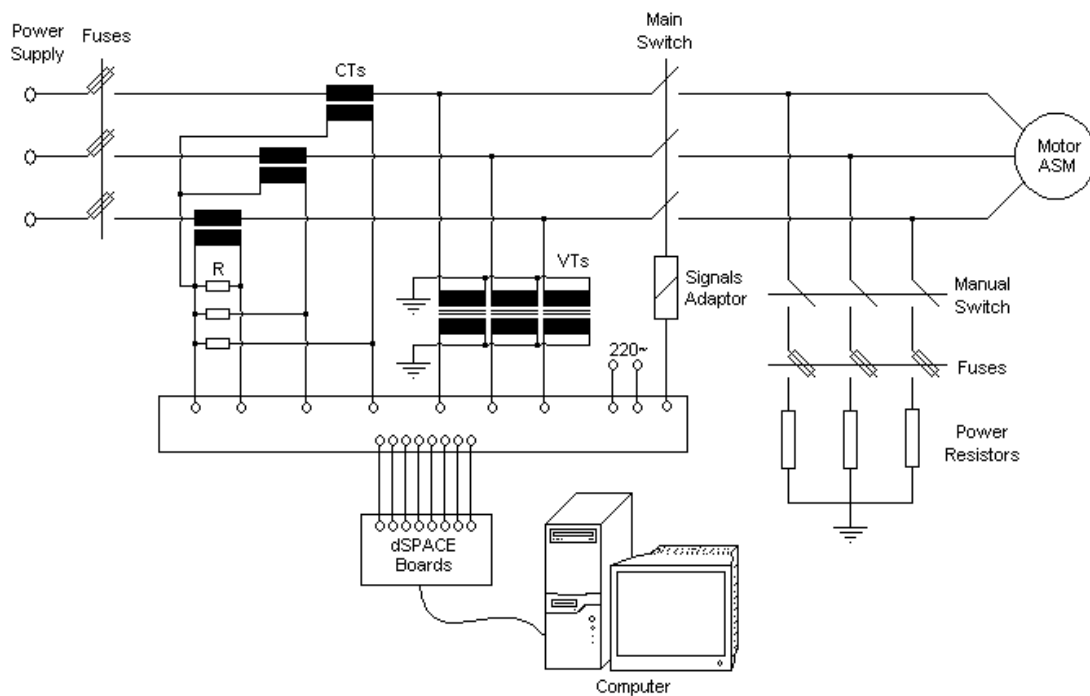 Power
Supply
Fuses
CTs
Main
Switch
Motor
ASM
R
VTs
Signals
Adaptor
Manual
Switch
220~
Fuses
Power
Resistors
dSPACE
Boards
Computer